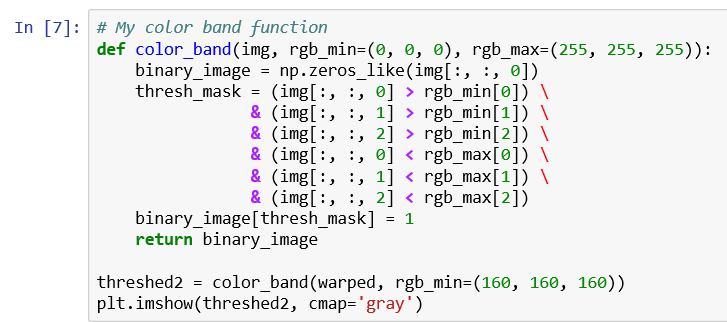 In [7]: # My color band function
def color_band(img, rgb_min=(0, 0, 0), rgb_max=(255, 255, 255)):
    binary_image = np.zeros_like(img[:, :, 0])
    thresh_mask = (img[:, :, 0] > rgb_min[0]) \
                & (img[:, :, 1] > rgb_min[1]) \
                & (img[:, :, 2] > rgb_min[2]) \
                & (img[:, :, 0] < rgb_max[0]) \
                & (img[:, :, 1] < rgb_max[1]) \
                & (img[:, :, 2] < rgb_max[2])
    binary_image[thresh_mask] = 1
    return binary_image

threshed2 = color_band(warped, rgb_min=(160, 160, 160))
plt.imshow(threshed2, cmap='gray')